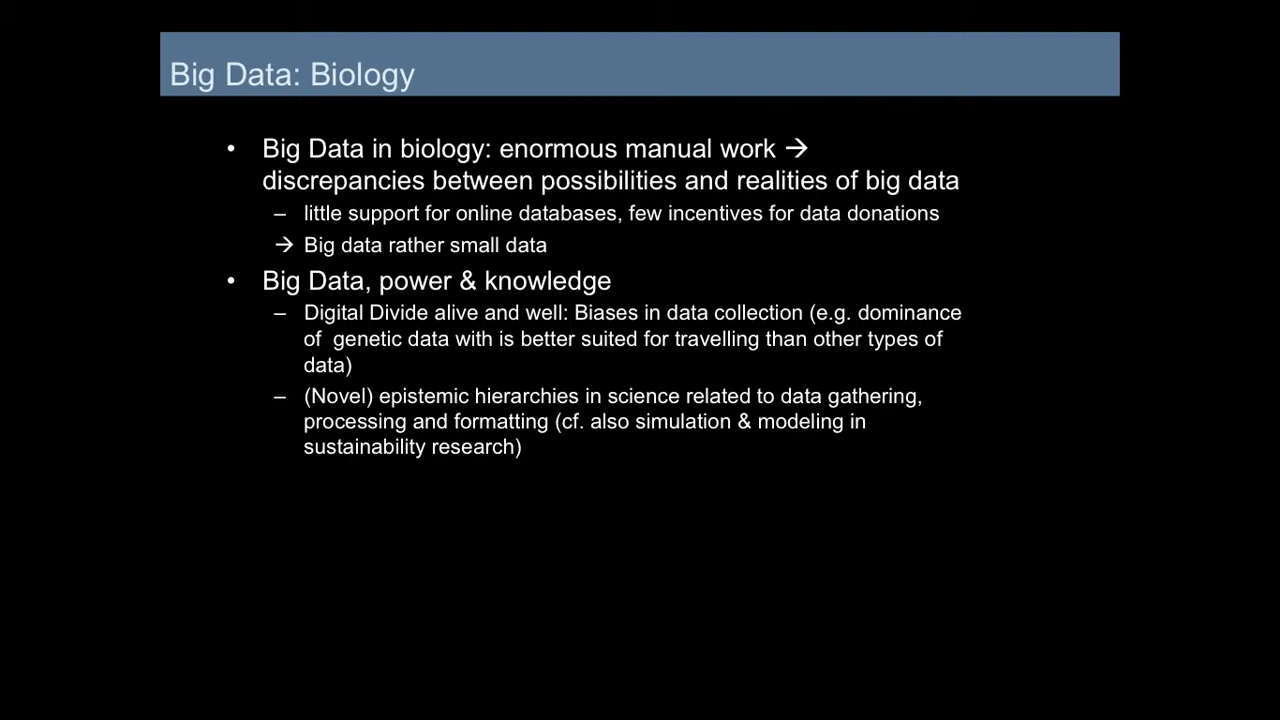 Big Data: Biology
• Big Data in biology: enormous manual work →
discrepancies between possibilities and realities of big data
– little support for online databases, few incentives for data donations
→ Big data rather small data
• Big Data, power & knowledge
– Digital Divide alive and well: Biases in data collection (e.g. dominance
of  genetic data with is better suited for travelling than other types of
data)
– (Novel) epistemic hierarchies in science related to data gathering,
processing and formatting (cf. also simulation & modeling in
sustainability research)